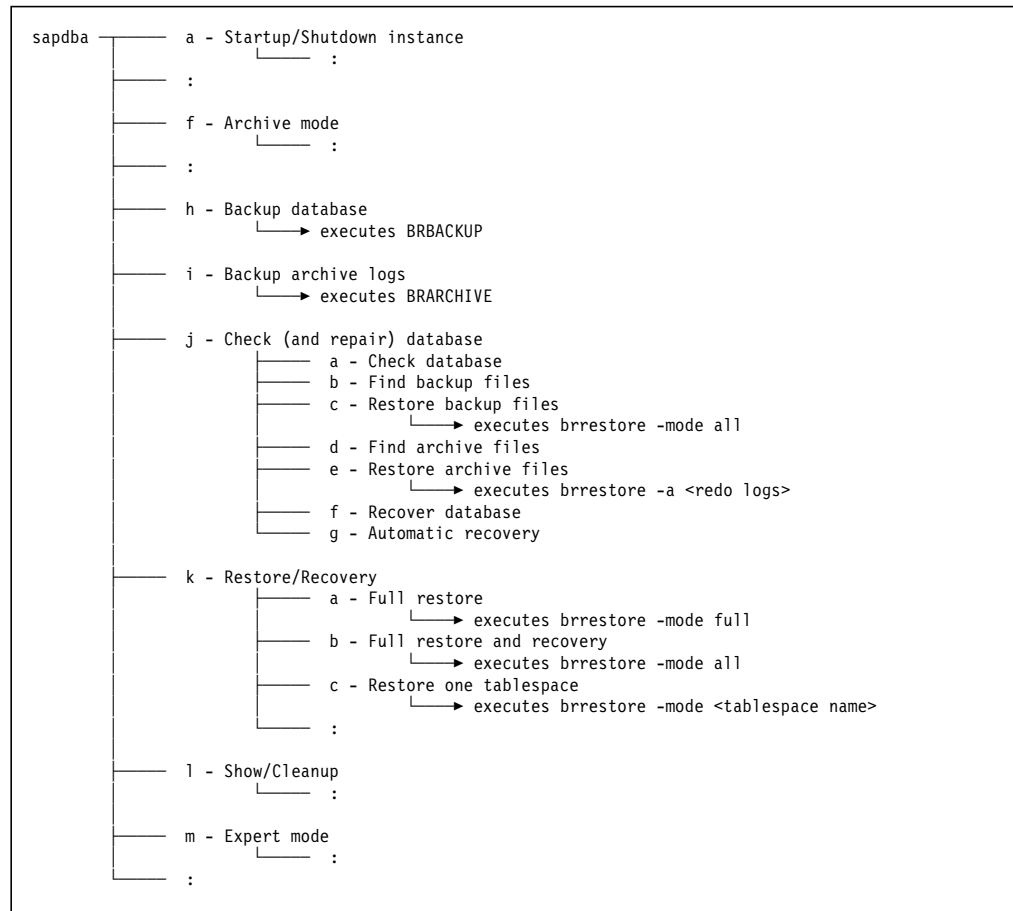 sapdba a - Startup/Shutdown instance
:
:
f - Archive mode
:
:
h - Backup database
executes BRBACKUP
i - Backup archive logs
executes BRARCHIVE
j - Check (and repair) database
a - Check database
b - Find backup files
c - Restore backup files
executes brrestore -mode all
d - Find archive files
e - Restore archive files
executes brrestore -a <redo logs>
f - Recover database
g - Automatic recovery
k - Restore/Recovery
a - Full restore
executes brrestore -mode full
b - Full restore and recovery
executes brrestore -mode all
c - Restore one tablespace
executes brrestore -mode <tablespace name>
:
l - Show/Cleanup
:
m - Expert mode
:
: